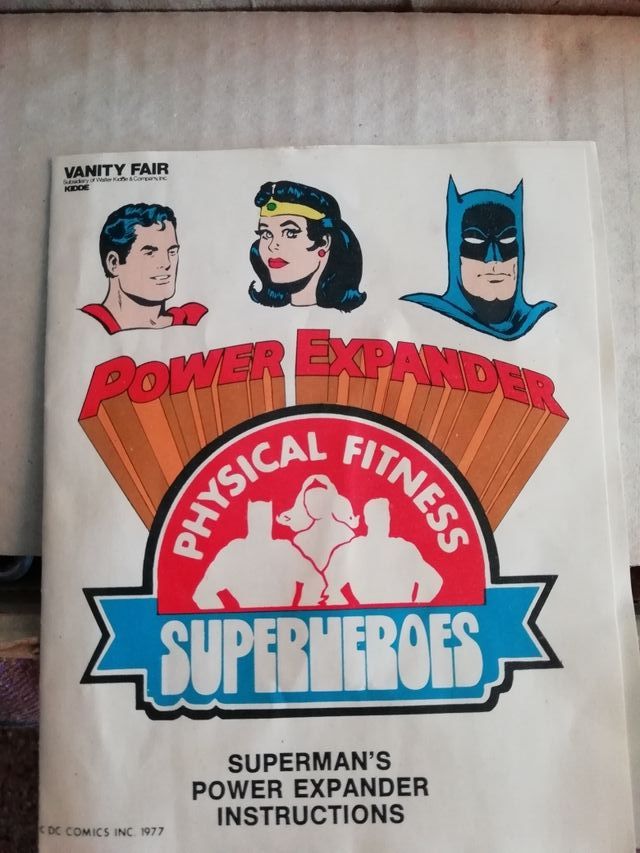 VANITY FAIR
Subsidiary of Walter Kidde & Company, Inc.
KIDDE
POWER EXPANDER
PHYSICAL FITNESS
SUPERHEROES
SUPERMAN'S
POWER EXPANDER
INSTRUCTIONS
© DC COMICS INC. 1977